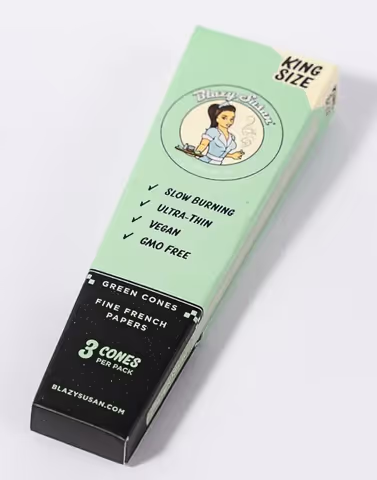 KING
SIZE
Blazy Susan
SLOW BURNING
ULTRA-THIN
VEGAN
GMO FREE
GREEN CONES
FINE FRENCH
PAPERS
3 CONES
PER PACK
BLAZYSUSAN.COM